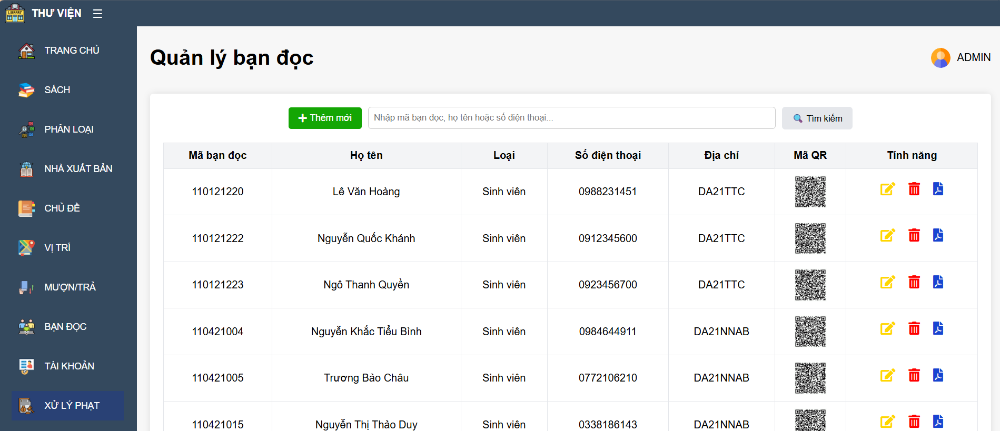 LIBRARY
THƯ VIỆN
TRANG CHỦ
SÁCH
PHÂN LOẠI
NHÀ XUẤT BẢN
CHỦ ĐỀ
VỊ TRÍ
MƯỢN/TRẢ
BẠN ĐỌC
TÀI KHOẢN
XỬ LÝ PHẠT
Quản lý bạn đọc
ADMIN
Thêm mới
Nhập mã bạn đọc, họ tên hoặc số điện thoại...
Tìm kiếm
Mã bạn đọc Họ tên Loại Số điện thoại Địa chỉ Mã QR Tính năng
110121220 Lê Văn Hoàng Sinh viên 0988231451 DA21TTC
110121222 Nguyễn Quốc Khánh Sinh viên 0912345600 DA21TTC
110121223 Ngô Thanh Quyền Sinh viên 0923456700 DA21TTC
110421004 Nguyễn Khắc Tiểu Bình Sinh viên 0984644911 DA21NNAB
110421005 Trương Bảo Châu Sinh viên 0772106210 DA21NNAB
110421015 Nguyễn Thị Thảo Duy Sinh viên 0338186143 DA21NNAB